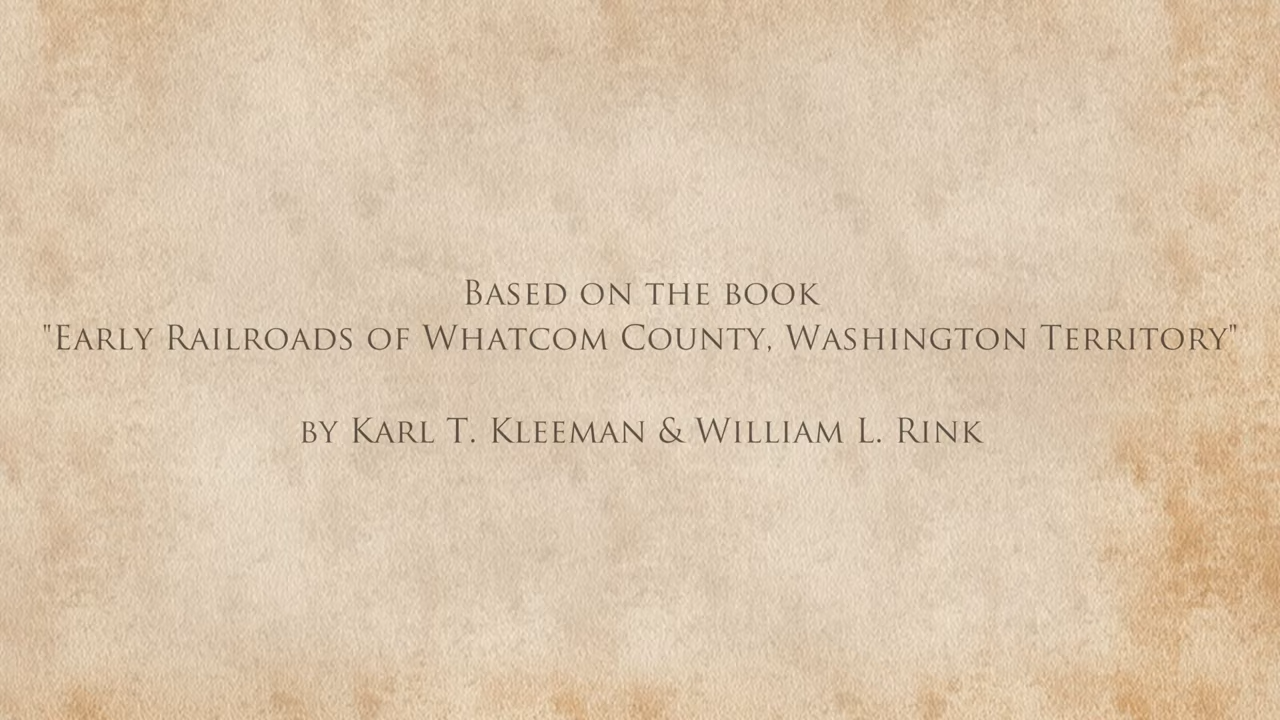 Based on the book
"Early Railroads of Whatcom County, Washington Territory"
by Karl T. Kleeman & William L. Rink